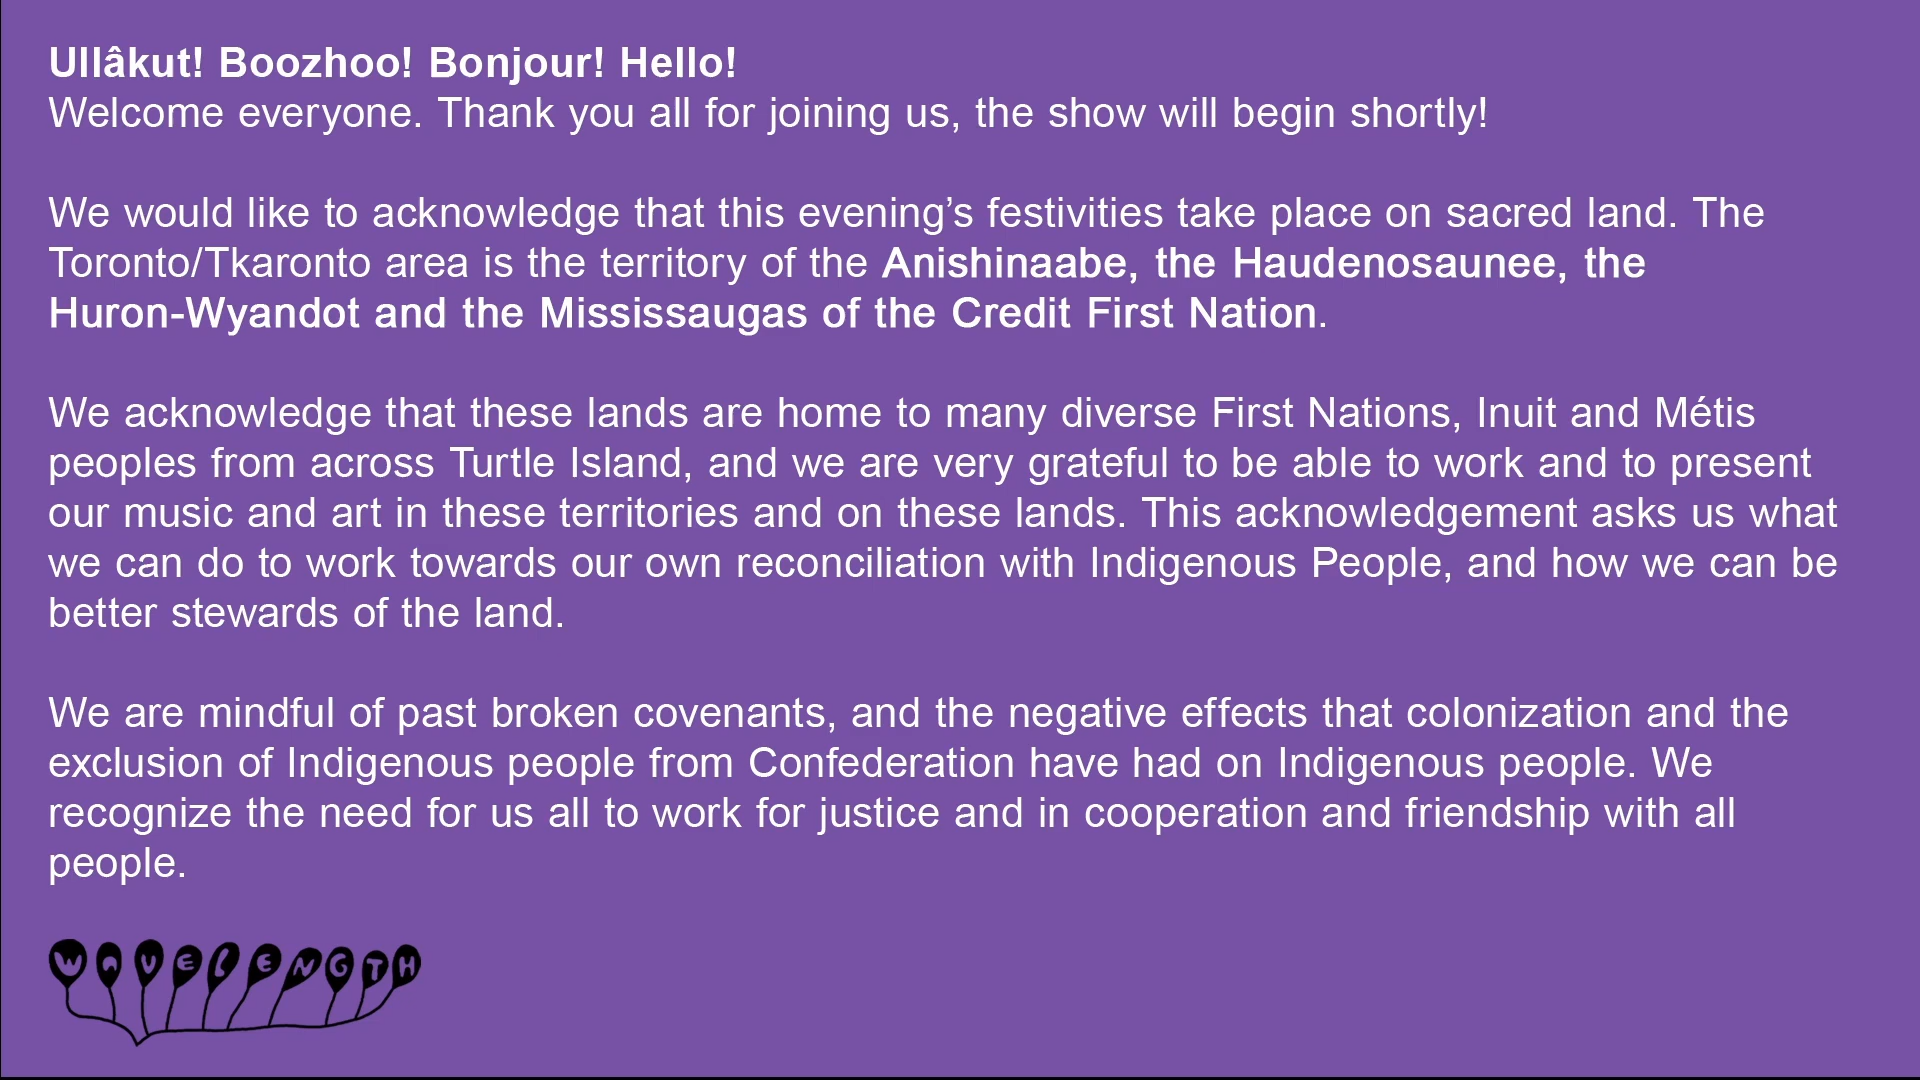 Ullâkut! Boozhoo! Bonjour! Hello!
Welcome everyone. Thank you all for joining us, the show will begin shortly!
We would like to acknowledge that this evening’s festivities take place on sacred land. The
Toronto/Tkaronto area is the territory of the Anishinaabe, the Haudenosaunee, the
Huron-Wyandot and the Mississaugas of the Credit First Nation.
We acknowledge that these lands are home to many diverse First Nations, Inuit and Métis
peoples from across Turtle Island, and we are very grateful to be able to work and to present
our music and art in these territories and on these lands. This acknowledgement asks us what
we can do to work towards our own reconciliation with Indigenous People, and how we can be
better stewards of the land.
We are mindful of past broken covenants, and the negative effects that colonization and the
exclusion of Indigenous people from Confederation have had on Indigenous people. We
recognize the need for us all to work for justice and in cooperation and friendship with all
people.
WAVELENGTH